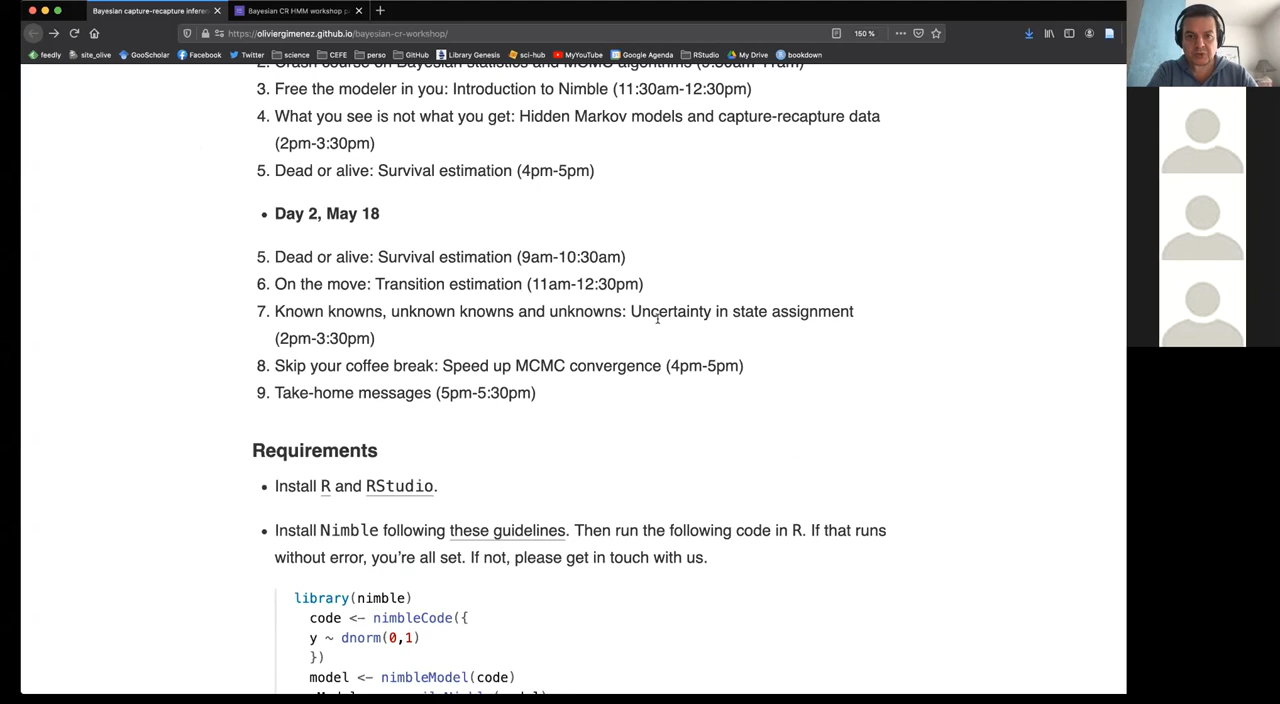 Bayesian capture-recapture infere
Bayesian CR HMM workshop p
https://oliviergimenez.github.io/bayesian-cr-workshop/
150 %
feedly
site_olive
GooScholar
Facebook
Twitter
science
CEFE
perso
GitHub
Library Genesis
sci-hub
MyYouTube
Google Agenda
RStudio
My Drive
bookdown
3. Free the modeler in you: Introduction to Nimble (11:30am-12:30pm)
4. What you see is not what you get: Hidden Markov models and capture-recapture data
(2pm-3:30pm)
5. Dead or alive: Survival estimation (4pm-5pm)
• Day 2, May 18
5. Dead or alive: Survival estimation (9am-10:30am)
6. On the move: Transition estimation (11am-12:30pm)
7. Known knowns, unknown knowns and unknowns: Uncertainty in state assignment
(2pm-3:30pm)
8. Skip your coffee break: Speed up MCMC convergence (4pm-5pm)
9. Take-home messages (5pm-5:30pm)
Requirements
• Install R and RStudio.
• Install Nimble following these guidelines. Then run the following code in R. If that runs
without error, you’re all set. If not, please get in touch with us.
library(nimble)
code <- nimbleCode({
y ~ dnorm(0,1)
})
model <- nimbleModel(code)